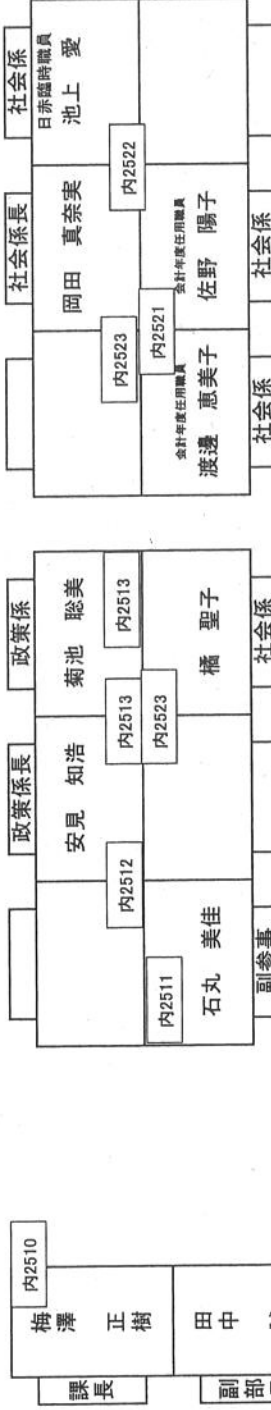 社会係
日赤臨時職員
池上 愛
社会係長
岡田 真奈実
内2522
内2523
内2521
会計年度任用職員
佐野 陽子
社会係
会計年度任用職員
渡邊 恵美子
社会係
政策係
菊池 聡美
内2513
政策係長
安見 知浩
内2513
内2512
内2523
橘 聖子
社会係
内2511
石丸 美佳
副参事
内2510
梅澤 正樹
課長
田中
副部